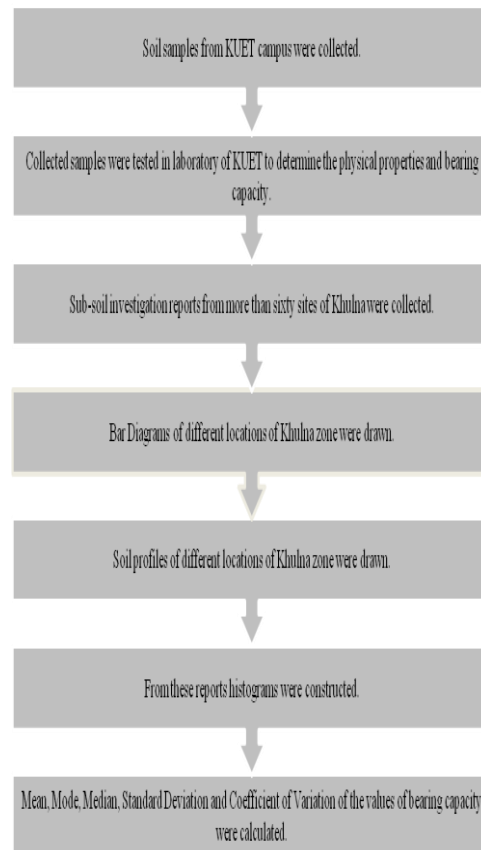 Soil samples from KUET campus were collected.
Collected samples were tested in laboratory of KUET to determine the physical properties and bearing
capacity.
Sub-soil investigation reports from more than sixty sites of Khulna were collected.
Bar Diagrams of different locations of Khulna zone were drawn.
Soil profiles of different locations of Khulna zone were drawn.
From these reports histograms were constructed.
Mean, Mode, Median, Standard Deviation and Coefficient of Variation of the values of bearing capacity
were calculated.